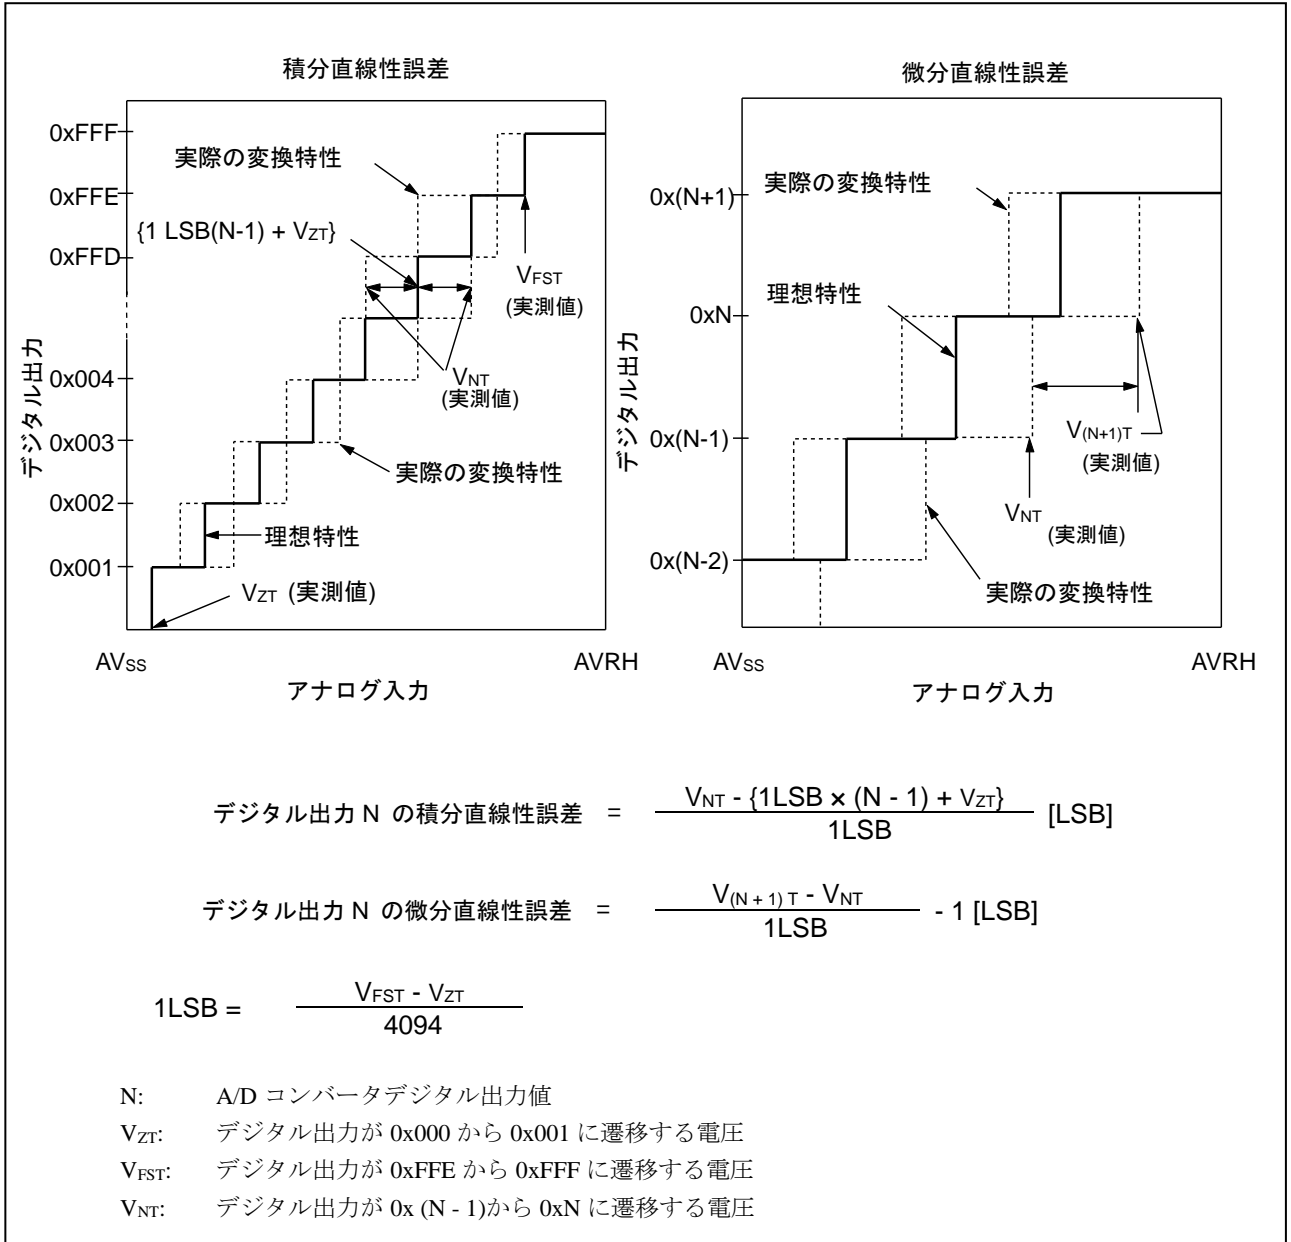 積分直線性誤差
0xFFF
0xFFE
0xFFD
0x004
0x003
0x002
0x001
デジタル出力
実際の変換特性
{1 LSB(N-1) + VZT}
VFST
(実測値)
VNT
(実測値)
実際の変換特性
理想特性
VZT (実測値)
AVSS
AVRH
アナログ入力
微分直線性誤差
0x(N+1)
0xN
0x(N-1)
0x(N-2)
デジタル出力
実際の変換特性
理想特性
V(N+1)T
(実測値)
VNT
(実測値)
実際の変換特性
AVSS
AVRH
アナログ入力
デジタル出力 N の積分直線性誤差 = VNT - {1LSB × (N - 1) + VZT} / 1LSB [LSB]
デジタル出力 N の微分直線性誤差 = V(N + 1) T - VNT / 1LSB - 1 [LSB]
1LSB = VFST - VZT / 4094
N: A/D コンバータデジタル出力値
VZT: デジタル出力が 0x000 から 0x001 に遷移する電圧
VFST: デジタル出力が 0xFFE から 0xFFF に遷移する電圧
VNT: デジタル出力が 0x (N - 1)から 0xN に遷移する電圧